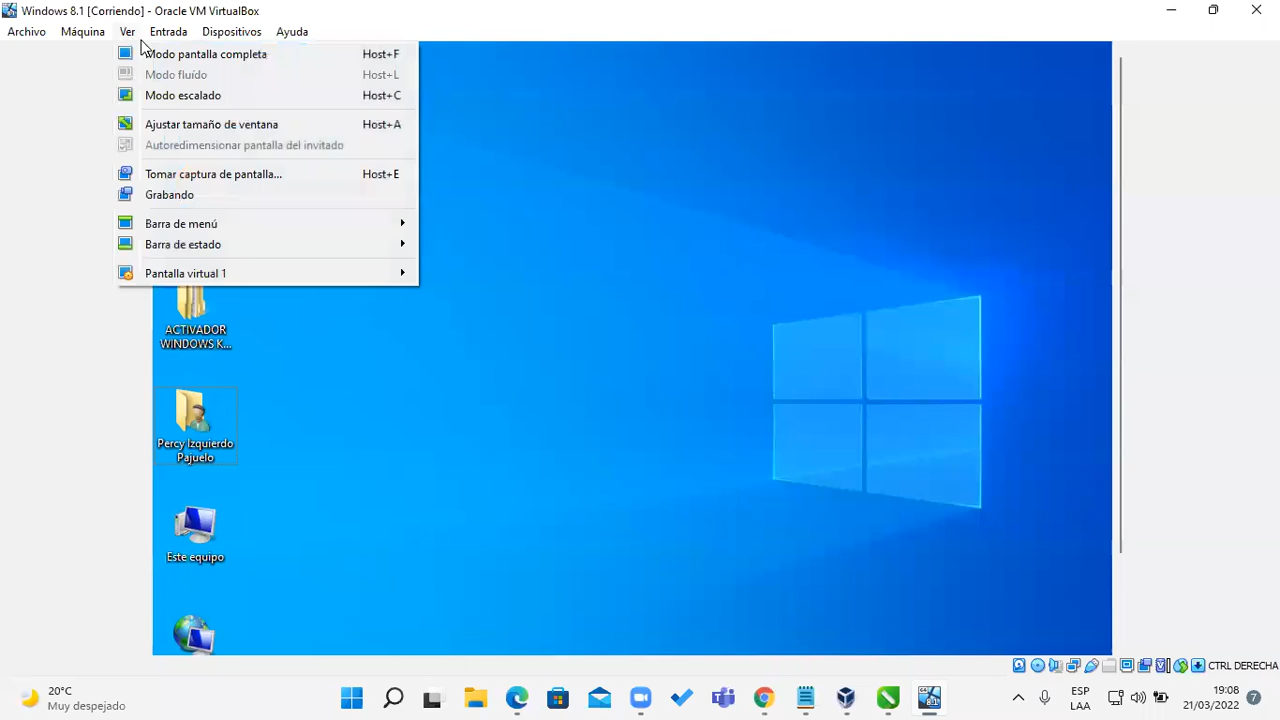 Windows 8.1 [Corriendo] - Oracle VM VirtualBox
Archivo Máquina Ver Entrada Dispositivos Ayuda
Modo pantalla completa Host+F
Modo fluído Host+L
Modo escalado Host+C
Ajustar tamaño de ventana Host+A
Autoredimensionar pantalla del invitado
Tomar captura de pantalla... Host+E
Grabando
Barra de menú
Barra de estado
Pantalla virtual 1
ACTIVADOR
WINDOWS K...
Percy Izquierdo
Pajuelo
Este equipo
CTRL DERECHA
20°C
Muy despejado
ESP
LAA
19:08
21/03/2022
7